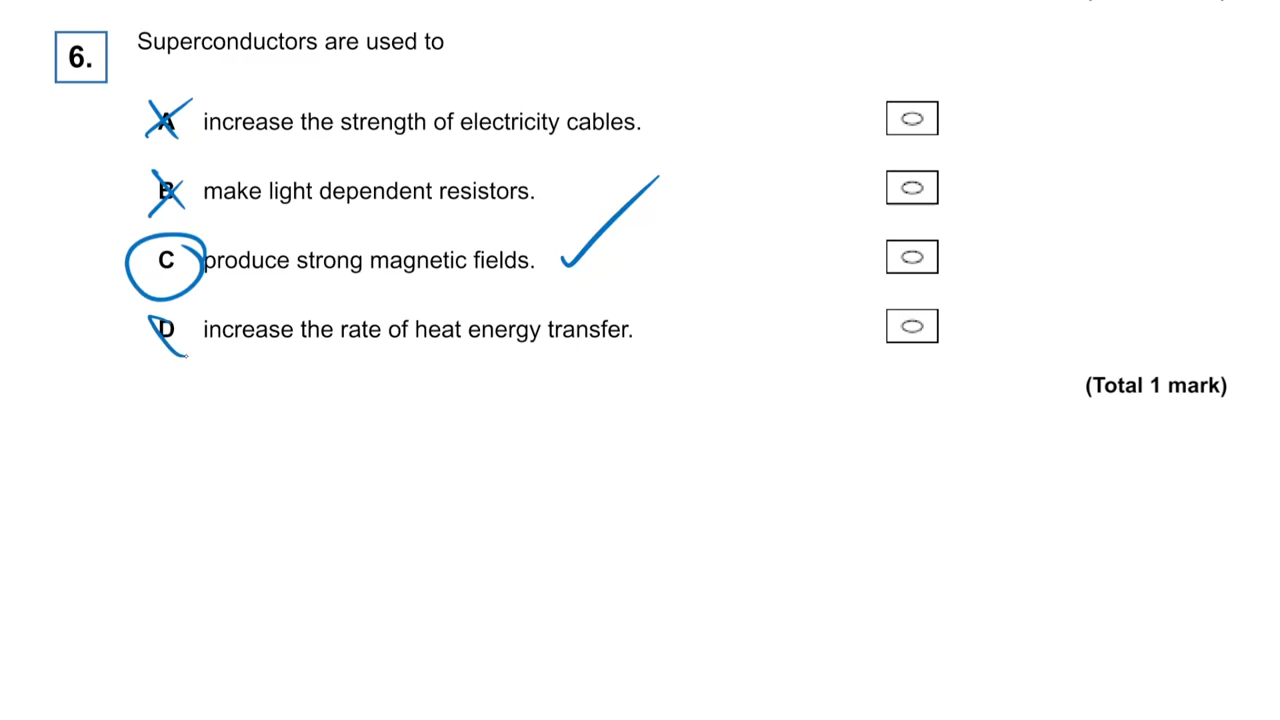 6.
Superconductors are used to
A increase the strength of electricity cables.
B make light dependent resistors.
C produce strong magnetic fields.
D increase the rate of heat energy transfer.
(Total 1 mark)